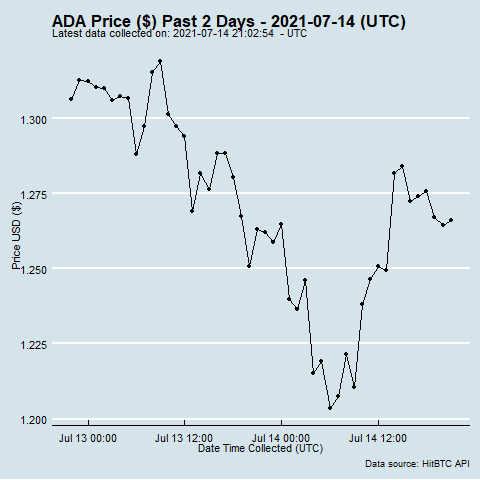 ADA Price ($) Past 2 Days - 2021-07-14 (UTC)
Latest data collected on: 2021-07-14 21:02:54 - UTC
1.300
1.275
1.250
1.225
1.200
Price USD ($)
Jul 13 00:00
Jul 13 12:00
Jul 14 00:00
Jul 14 12:00
Date Time Collected (UTC)
Data source: HitBTC API